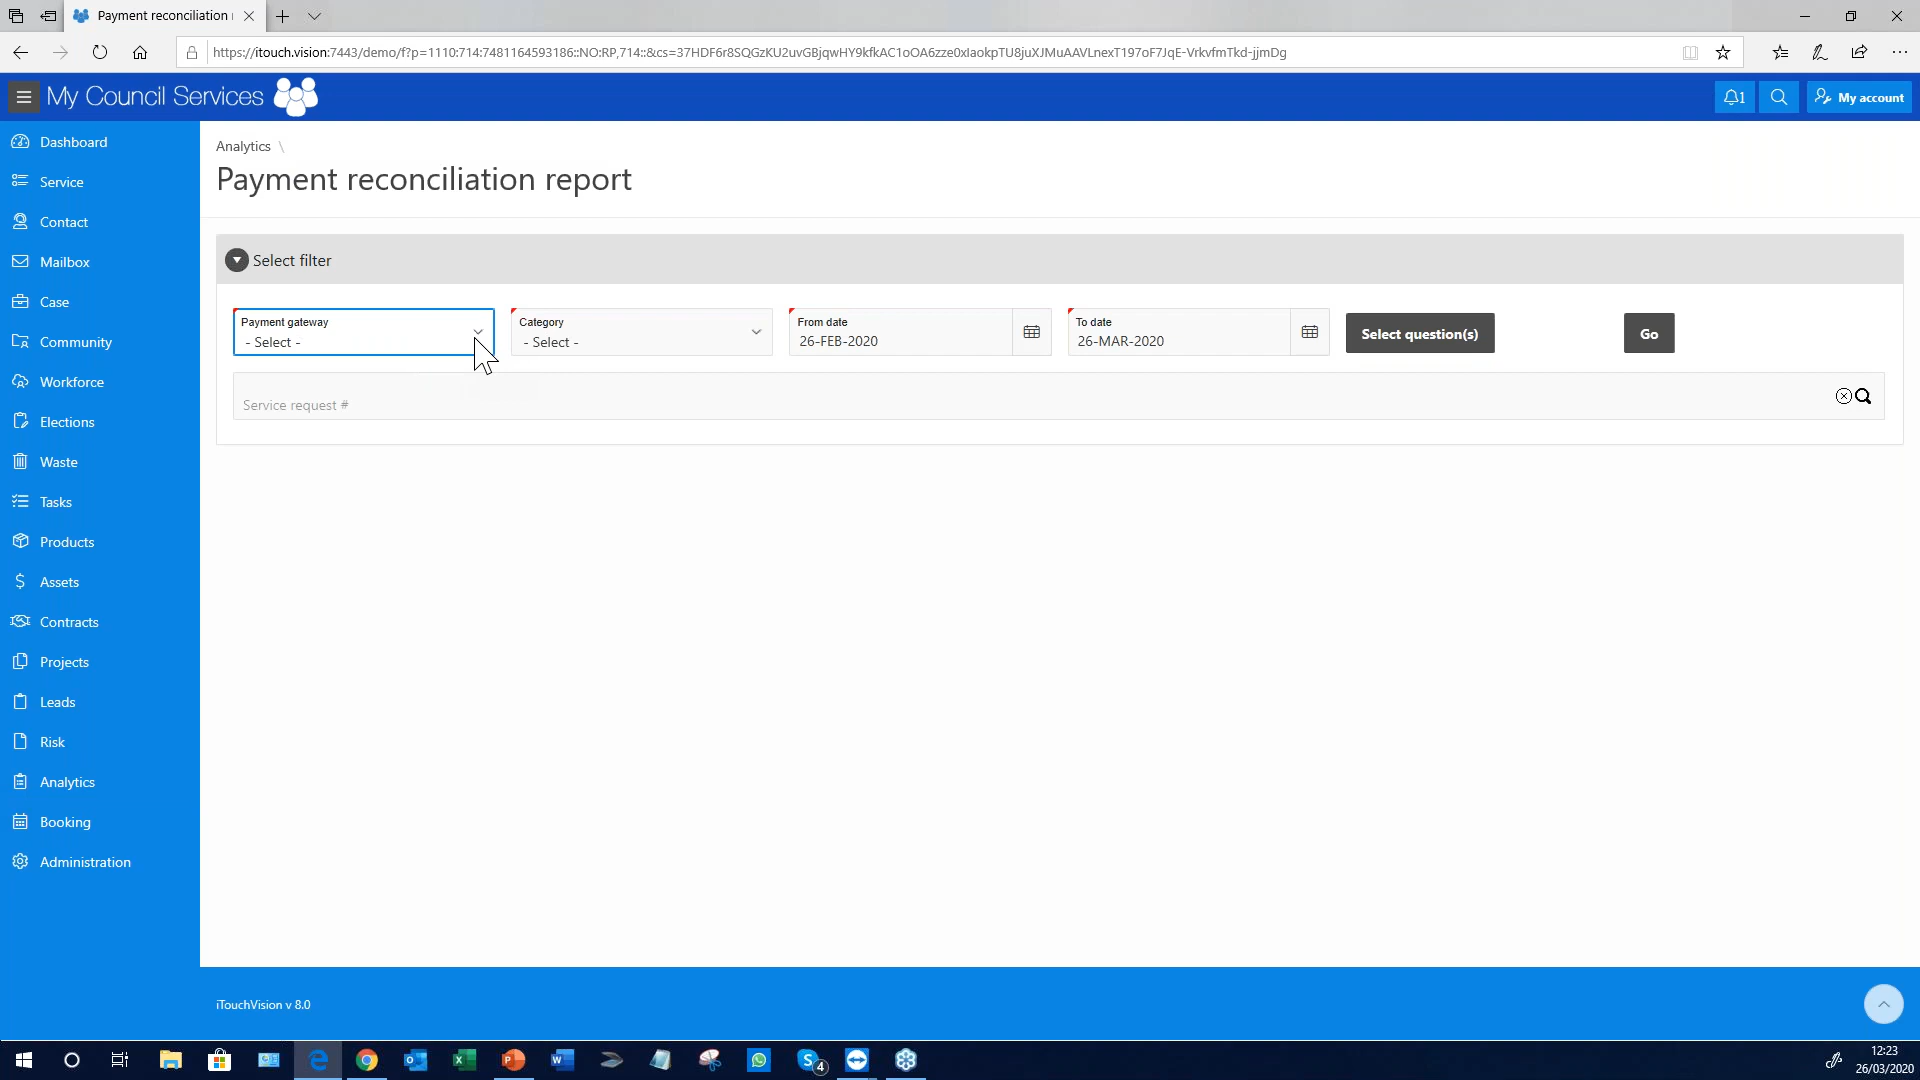 Payment reconciliation
https://itouch.vision:7443/demo/f?p=1110:714:7481164593186::NO:RP,714::&cs=37HDF6r8SQGzKU2uvGBjqwHY9kfkAC1oOA6zze0xIaokpTU8juXJMuAAVLnexT197oF7JqE-VrkvfmTkd-jjmDg
My Council Services
1
My account
Dashboard
Service
Contact
Mailbox
Case
Community
Workforce
Elections
Waste
Tasks
Products
Assets
Contracts
Projects
Leads
Risk
Analytics
Booking
Administration
Analytics \
Payment reconciliation report
Select filter
Payment gateway
- Select -
Category
- Select -
From date
26-FEB-2020
To date
26-MAR-2020
Select question(s)
Go
Service request #
iTouchVision v 8.0
4
12:23
26/03/2020